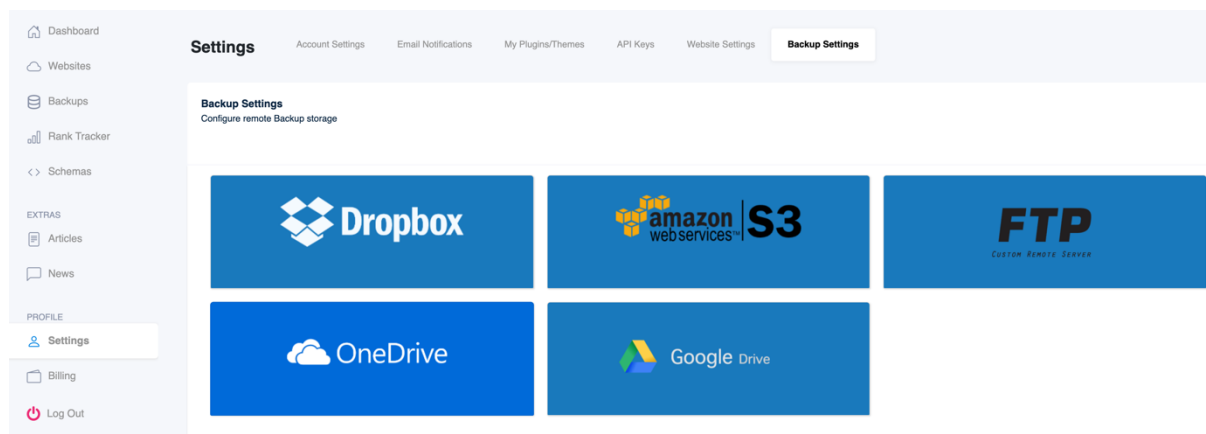 Dashboard
Websites
Backups
Rank Tracker
Schemas
EXTRAS
Articles
News
PROFILE
Settings
Billing
Log Out
Settings
Account Settings
Email Notifications
My Plugins/Themes
API Keys
Website Settings
Backup Settings
Backup Settings
Configure remote Backup storage
Dropbox
amazon
webservices™
S3
FTP
CUSTOM REMOTE SERVER
OneDrive
Google Drive